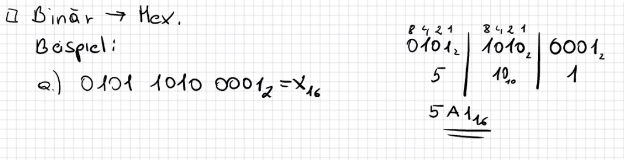 □ Binär → Hex.
Beispiel:
a.) 0101 1010 0001₂ = X₁₆
8 4 2 1 | 8 4 2 1
0101₂ | 1010₂ | 0001₂
5 | 10₁₀ | 1
5A1₁₆